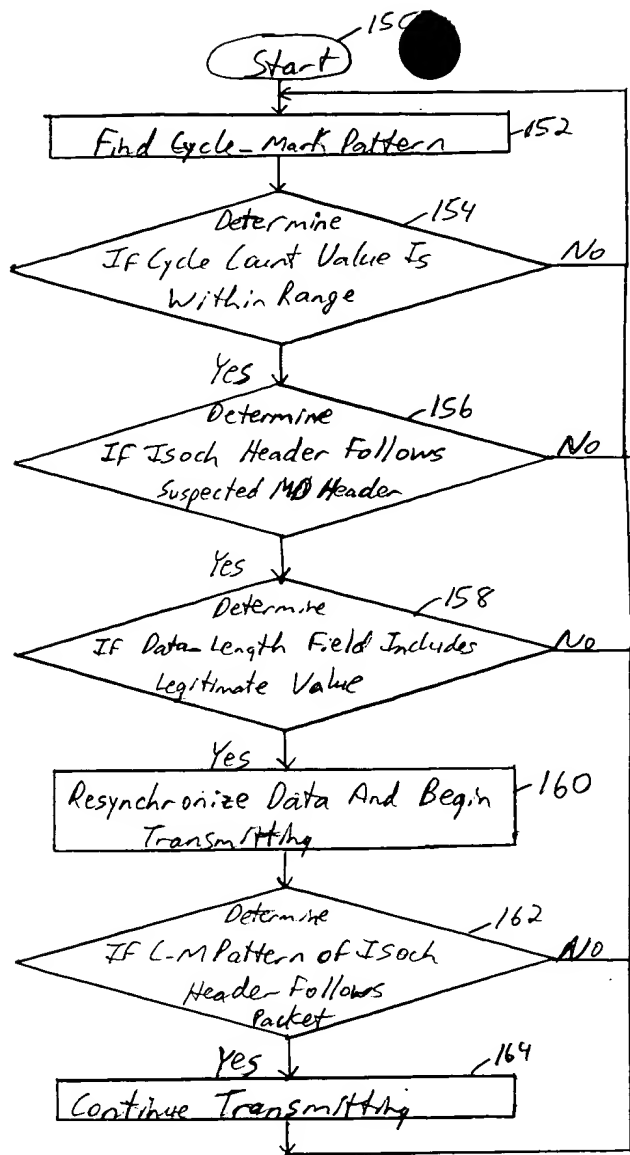 150
Start
Find Cycle-Mark Pattern
152
Determine
154
If Cycle Count Value Is
No
Within Range
Yes
Determine
156
If Isoch Header Follows
No
Suspected MD Header
Yes
Determine
158
If Data-Length Field Includes
No
Legitimate Value
Yes
Resynchronize Data And Begin
160
Transmitting
Determine
162
If C-M Pattern of Isoch
No
Header Follows
Packet
Yes
164
Continue Transmitting